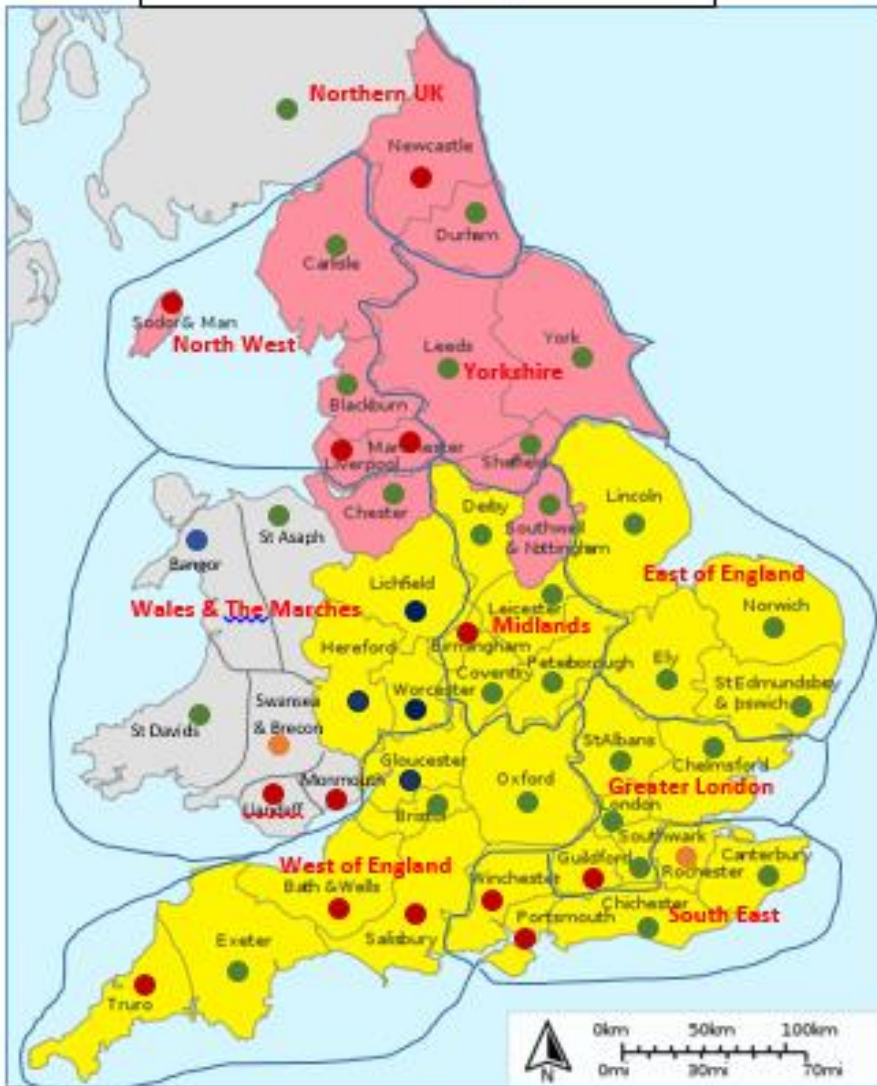 Northern UK
Newcastle
Durham
Carlisle
Sodor & Man
North West
Leeds
York
Yorkshire
Blackburn
Manchester
Liverpool
Sheffield
Chester
Derby
Lincoln
Southwell
& Nottingham
St Asaph
Bangor
East of England
Lichfield
Leicester
Norwich
Wales & The Marches
Midlands
Birmingham
Hereford
Peterborough
Ely
Coventry
Worcester
St Edmundsbey
& Ipswich
Swansea
& Brecon
St Davids
St Albans
Chelmsford
Gloucester
Oxford
Monmouth
Greater London
Llandaff
Bristol
London
Southwark
Guildford
Canterbury
Rochester
West of England
Bath & Wells
Winchester
Chichester
Portsmouth
South East
Salisbury
Exeter
Truro
0km 50km 100km
N
0mi 30mi 70mi